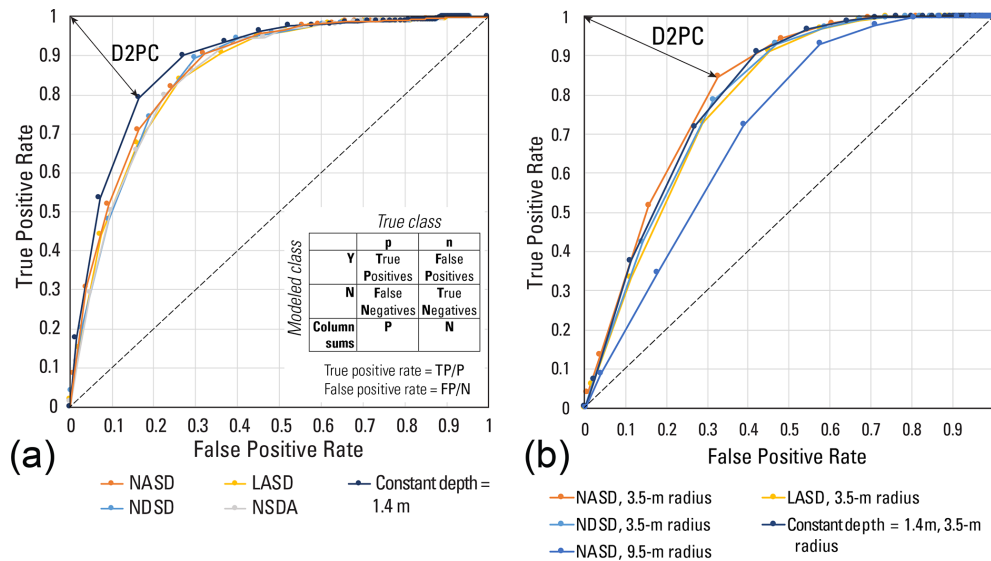 1
0.9
0.8
0.7
0.6
0.5
0.4
0.3
0.2
0.1
0
True Positive Rate
D2PC
True class
Modeled class
p n
Y True Positives False Positives
N False Negatives True Negatives
Column sums P N
True positive rate = TP/P
False positive rate = FP/N
0 0.1 0.2 0.3 0.4 0.5 0.6 0.7 0.8 0.9 1
False Positive Rate
(a)
NASD LASD Constant depth =
1.4 m
NDSD NSDA
1
0.9
0.8
0.7
0.6
0.5
0.4
0.3
0.2
0.1
0
True Positive Rate
D2PC
0 0.1 0.2 0.3 0.4 0.5 0.6 0.7 0.8 0.9
False Positive Rate
(b)
NASD, 3.5-m radius LASD, 3.5-m radius
NDSD, 3.5-m radius Constant depth = 1.4m, 3.5-m
radius
NASD, 9.5-m radius